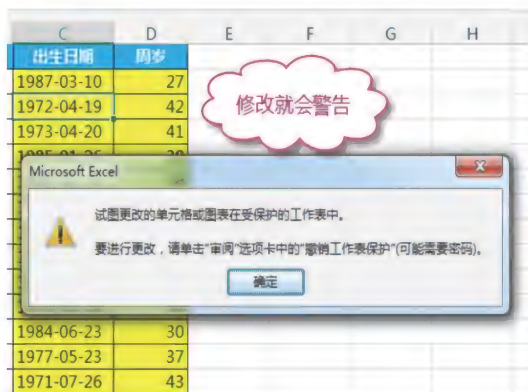 C D E F G H
出生日期 周岁
1987-03-10 27
1972-04-19 42
1973-04-20 41
修改就会警告
Microsoft Excel
试图更改的单元格或图表在受保护的工作表中。
要进行更改，请单击"审阅"选项卡中的"撤销工作表保护"(可能需要密码)。
确定
1984-06-23 30
1977-05-23 37
1971-07-26 43